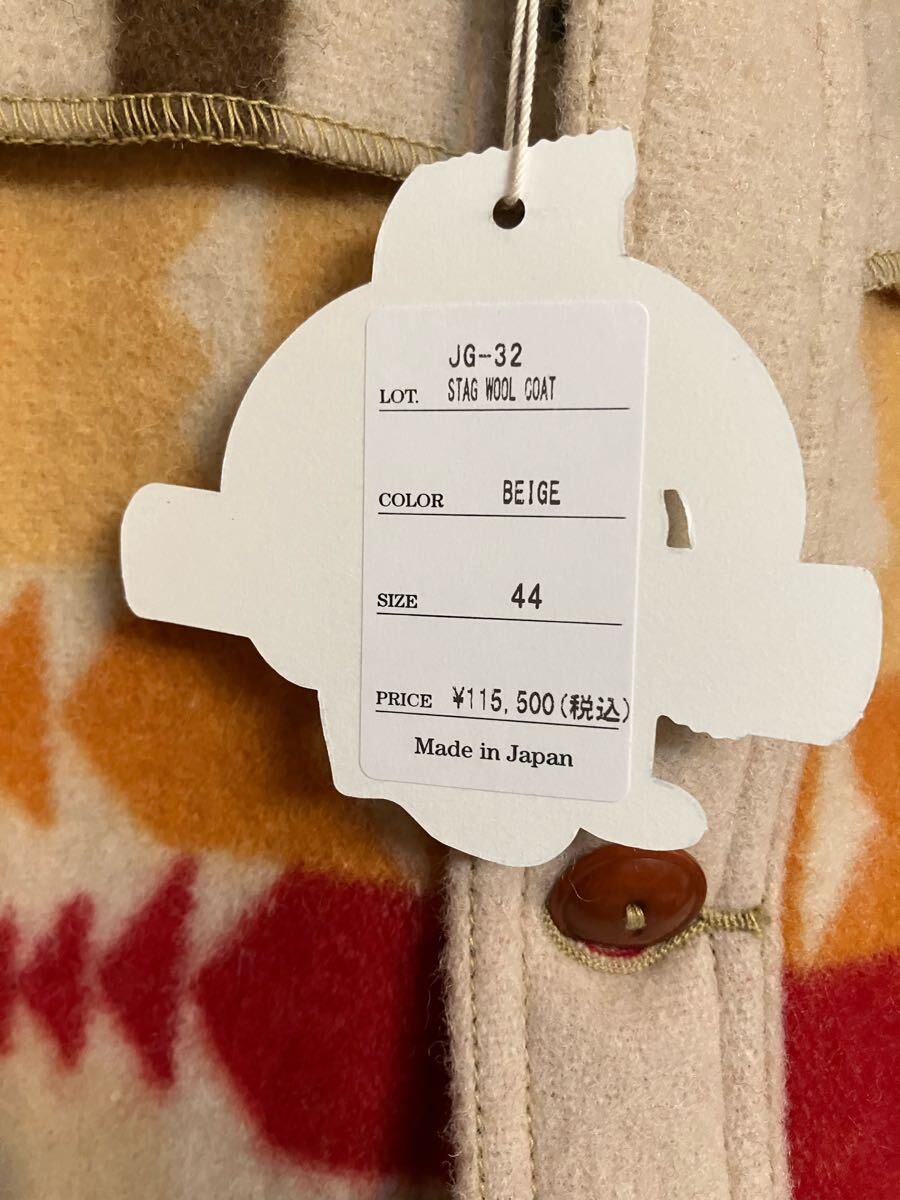 JG-32
LOT. STAG WOOL COAT
COLOR BEIGE
SIZE 44
PRICE ¥115,500(税込)
Made in Japan